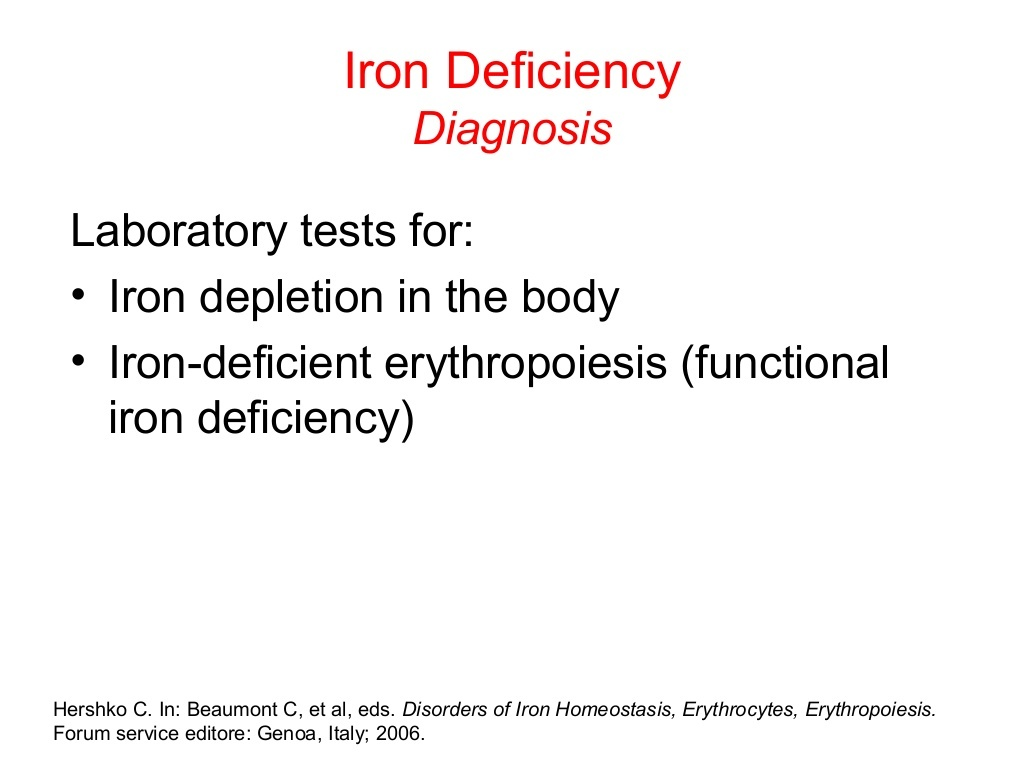 Iron Deficiency
Diagnosis
Laboratory tests for:
• Iron depletion in the body
• Iron-deficient erythropoiesis (functional
iron deficiency)
Hershko C. In: Beaumont C, et al, eds. Disorders of Iron Homeostasis, Erythrocytes, Erythropoiesis.
Forum service editore: Genoa, Italy; 2006.